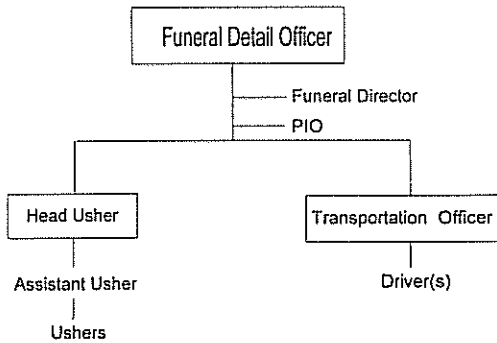 Funeral Detail Officer
Funeral Director
PIO
Head Usher
Transportation Officer
Assistant Usher
Driver(s)
Ushers